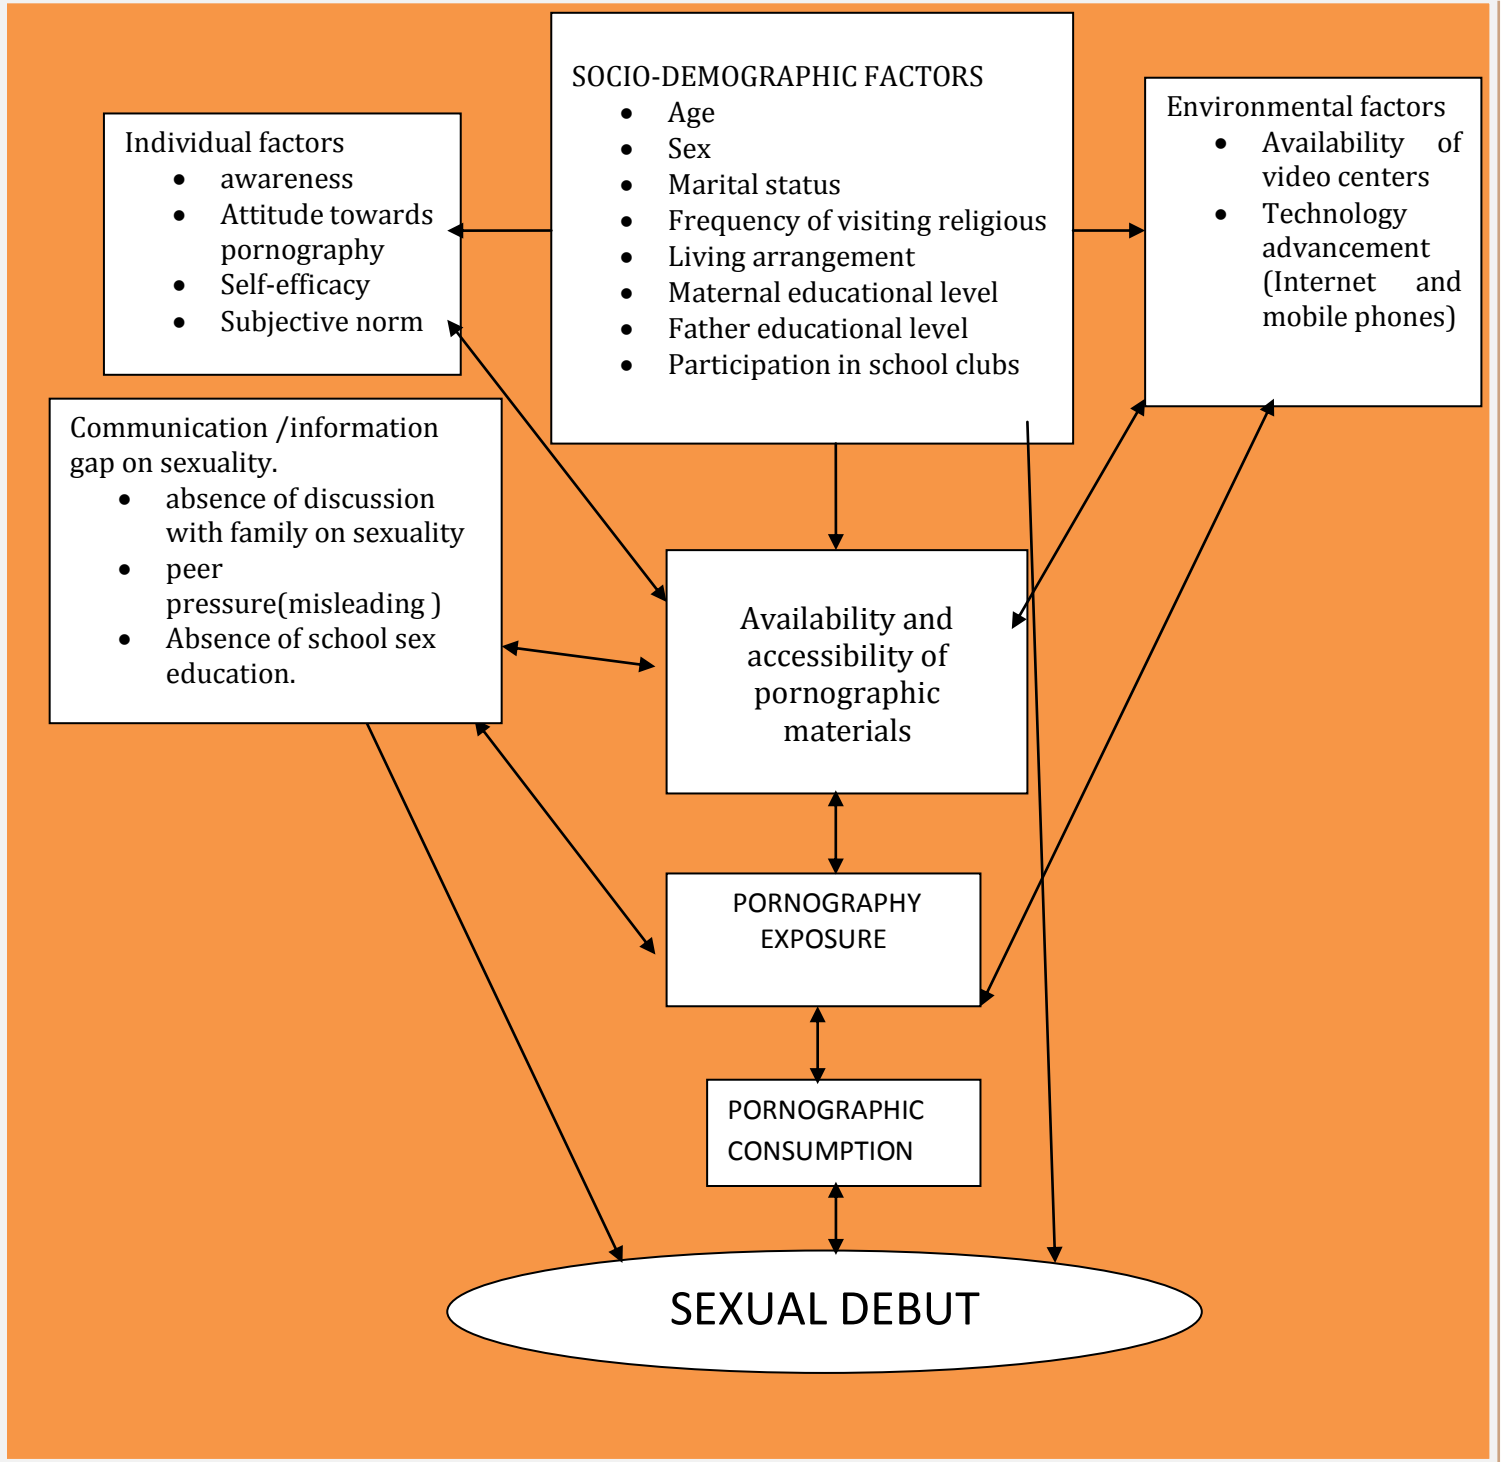 SOCIO-DEMOGRAPHIC FACTORS
• Age
• Sex
• Marital status
• Frequency of visiting religious
• Living arrangement
• Maternal educational level
• Father educational level
• Participation in school clubs
Individual factors
• awareness
• Attitude towards
pornography
• Self-efficacy
• Subjective norm
Environmental factors
• Availability of
video centers
• Technology
advancement
(Internet and
mobile phones)
Communication /information
gap on sexuality.
• absence of discussion
with family on sexuality
• peer
pressure(misleading )
• Absence of school sex
education.
Availability and
accessibility of
pornographic
materials
PORNOGRAPHY
EXPOSURE
PORNOGRAPHIC
CONSUMPTION
SEXUAL DEBUT